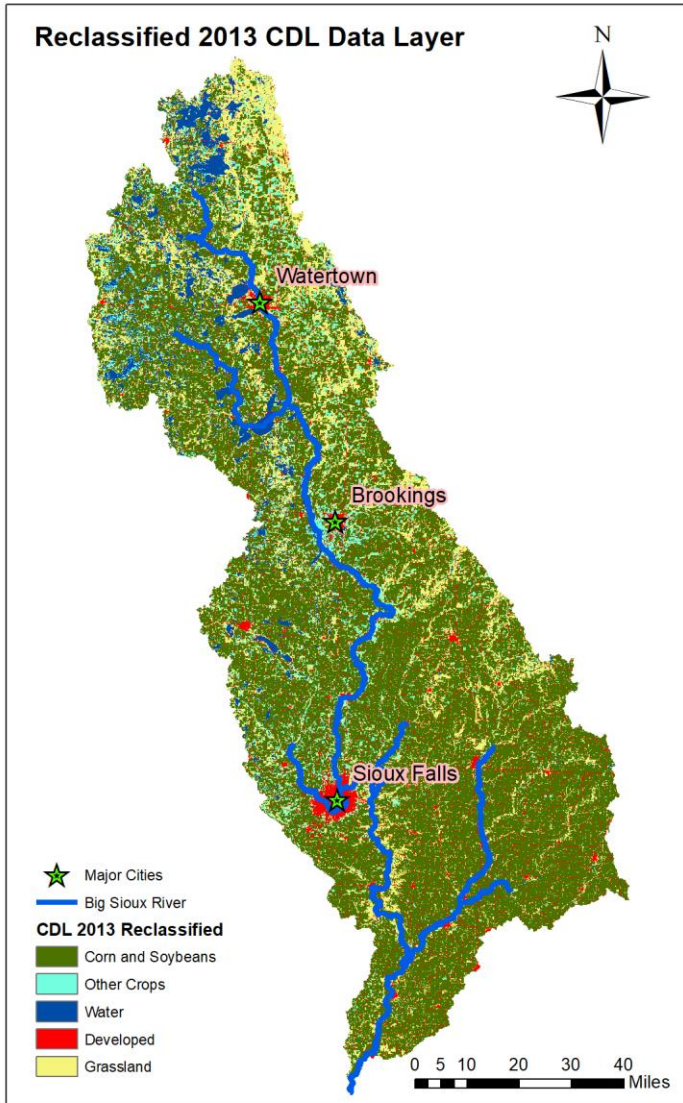 Reclassified 2013 CDL Data Layer
N
Watertown
Brookings
Sioux Falls
Major Cities
Big Sioux River
CDL 2013 Reclassified
Corn and Soybeans
Other Crops
Water
Developed
Grassland
0 5 10 20 30 40
Miles